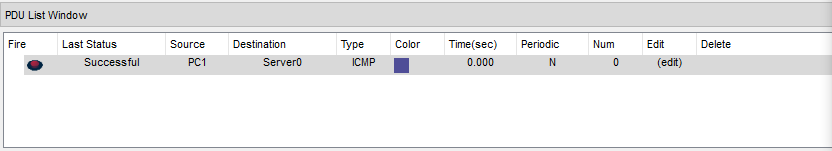 PDU List Window
Fire Last Status Source Destination Type Color Time(sec) Periodic Num Edit Delete
Successful PC1 Server0 ICMP 0.000 N 0 (edit)